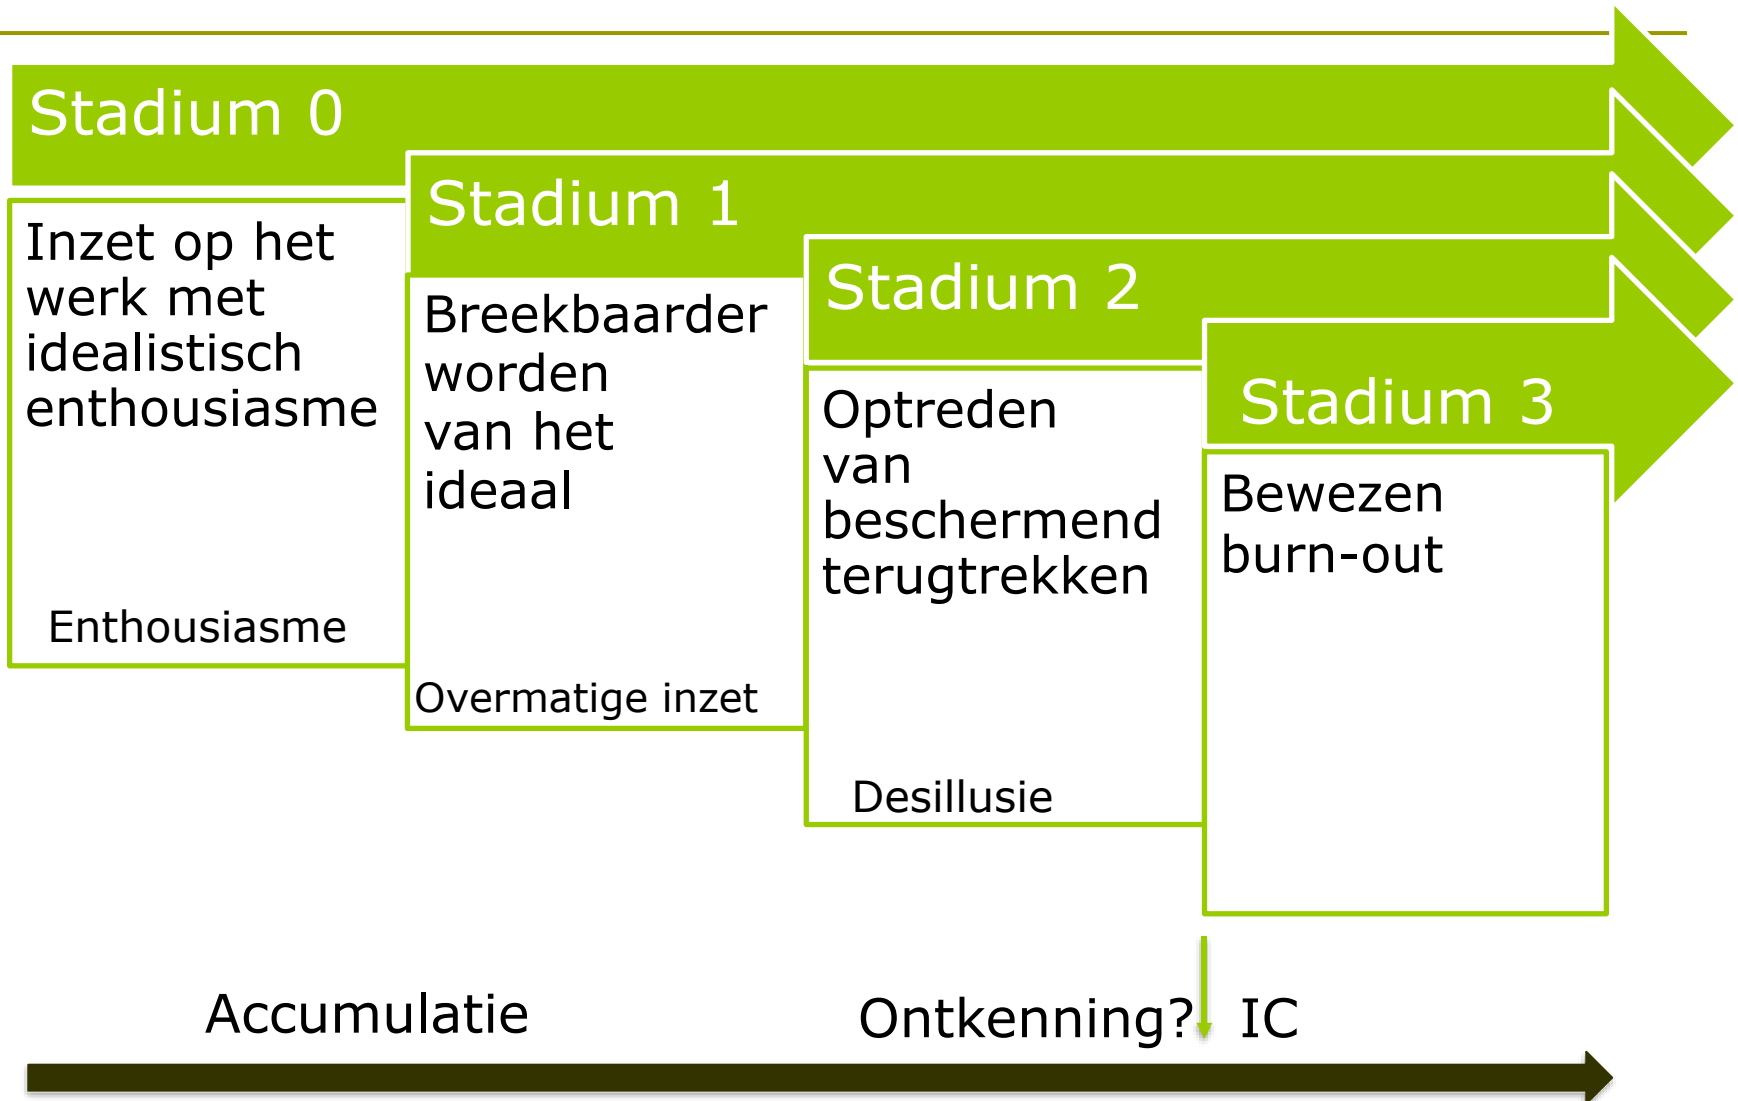 Stadium 0
Inzet op het
werk met
idealistisch
enthousiasme
Enthousiasme
Stadium 1
Breekbaarder
worden
van het
ideaal
Overmatige inzet
Stadium 2
Optreden
van
beschermend
terugtrekken
Desillusie
Stadium 3
Bewezen
burn-out
Accumulatie
Ontkenning?
IC